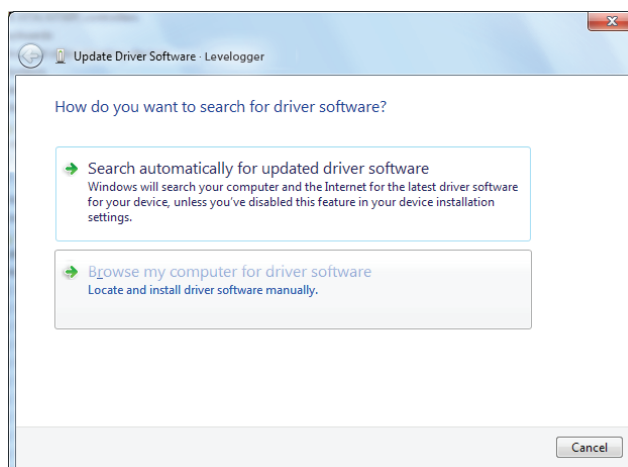 Update Driver Software - Levelogger
How do you want to search for driver software?
Search automatically for updated driver software
Windows will search your computer and the Internet for the latest driver software
for your device, unless you've disabled this feature in your device installation
settings.
Browse my computer for driver software
Locate and install driver software manually.
Cancel